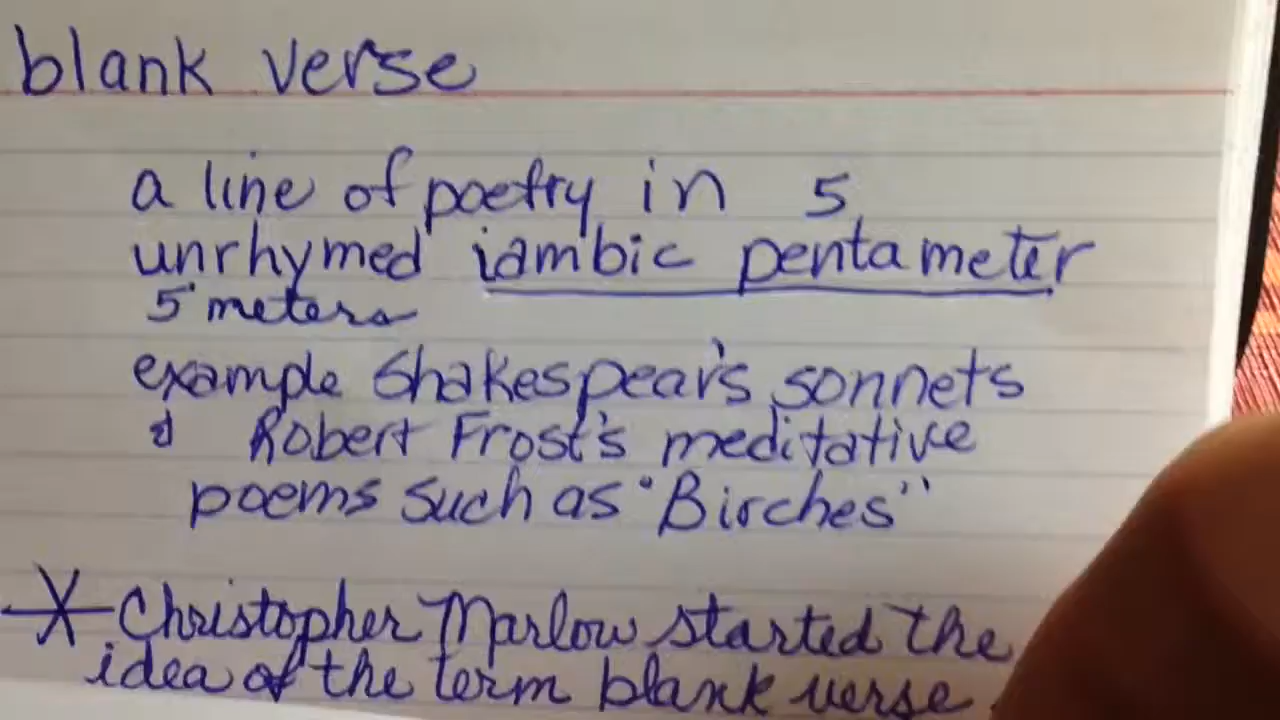 blank verse
a line of poetry in 5
unrhymed iambic pentameter
5 meters
example Shakespear's sonnets
& Robert Frost's meditative
poems such as "Birches"
* Christopher Marlow started the
idea of the term blank verse.